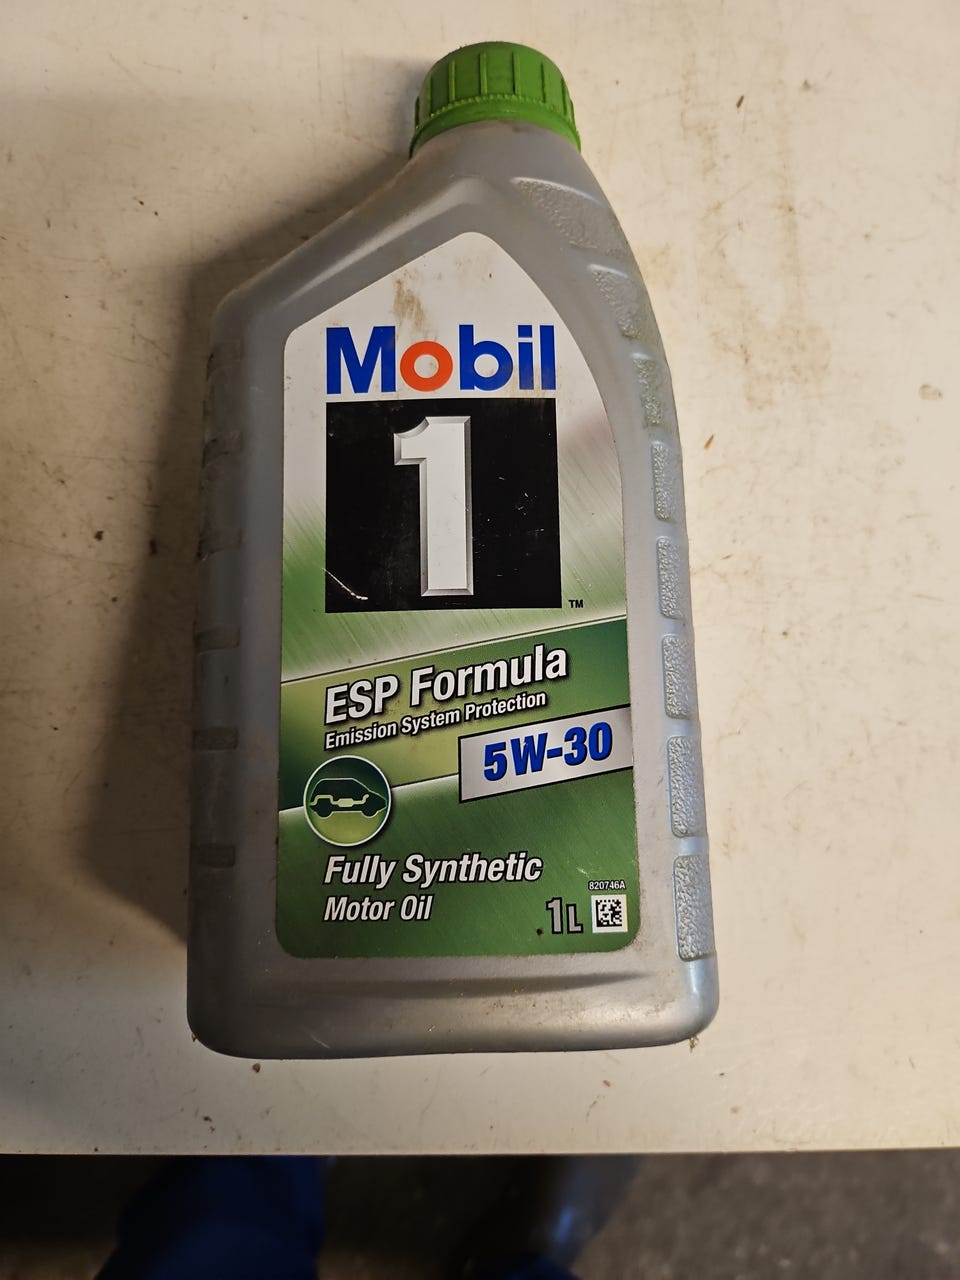 Mobil
1
TM
ESP Formula
Emission System Protection
5W-30
Fully Synthetic
Motor Oil
820746A
1L